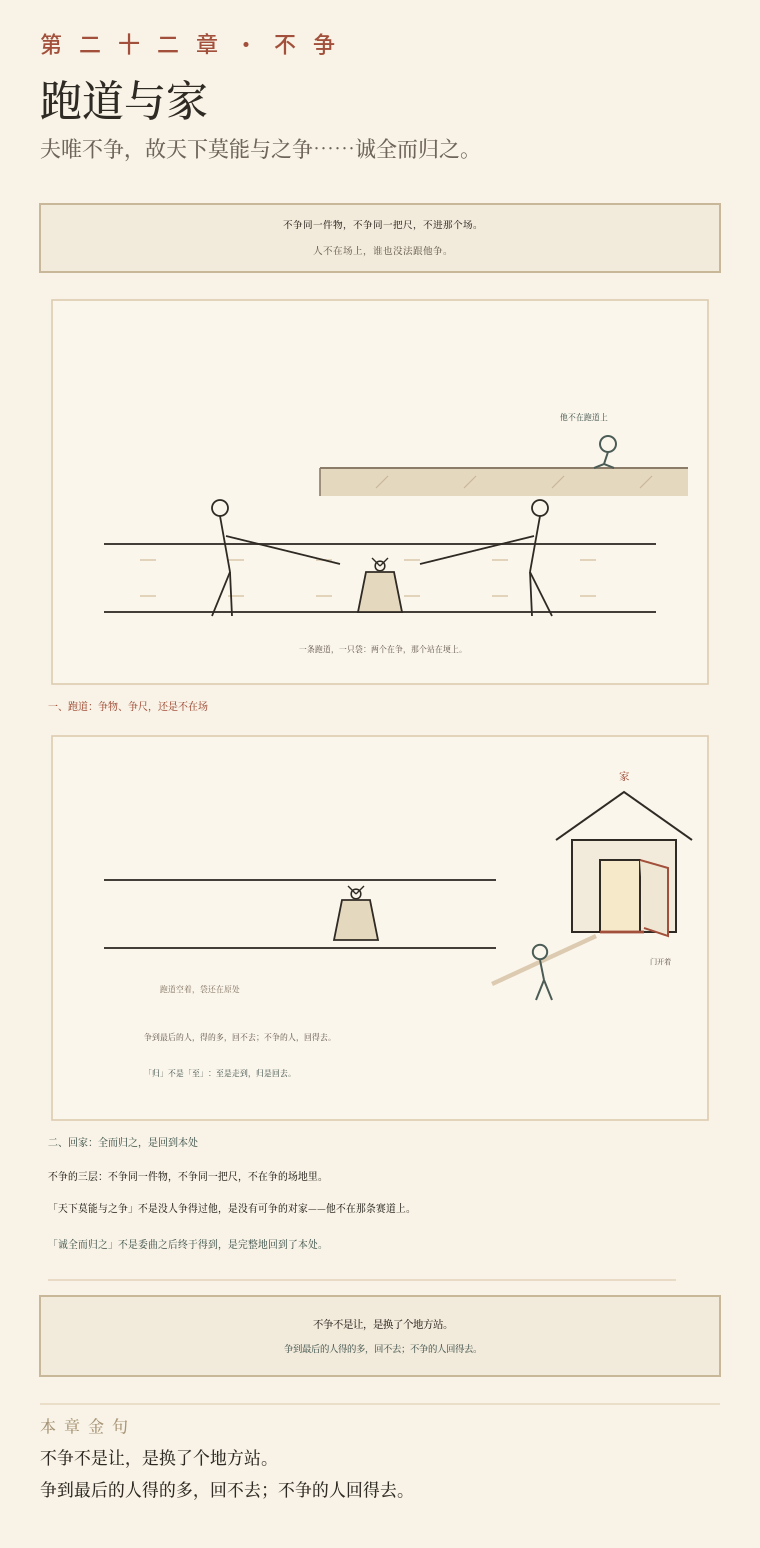 第二十二章·不争
跑道与家
夫唯不争，故天下莫能与之争……诚全而归之。
不争同一件物，不争同一把尺，不进那个场。
人不在场上，谁也没法跟他争。
他不在跑道上
一条跑道，一只袋：两个在争，那个站在埂上。
一、跑道：争物、争尺，还是不在场
家
门开着
跑道空着，袋还在原处
争到最后的人，得的多，回不去；不争的人，回得去。
「归」不是「至」：至是走到，归是回去。
二、回家：全而归之，是回到本处
不争的三层：不争同一件物，不争同一把尺，不在争的场地里。
「天下莫能与之争」不是没人争得过他，是没有可争的对家——他不在那条赛道上。
「诚全而归之」不是委曲之后终于得到，是完整地回到了本处。
不争不是让，是换了个地方站。
争到最后的人得的多，回不去；不争的人回得去。
本章金句
不争不是让，是换了个地方站。
争到最后的人得的多，回不去；不争的人回得去。